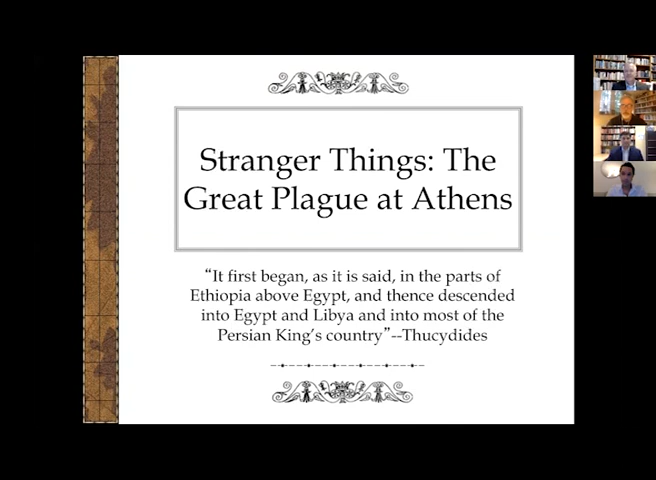 Stranger Things: The
Great Plague at Athens
“It first began, as it is said, in the parts of
Ethiopia above Egypt, and thence descended
into Egypt and Libya and into most of the
Persian King’s country”--Thucydides